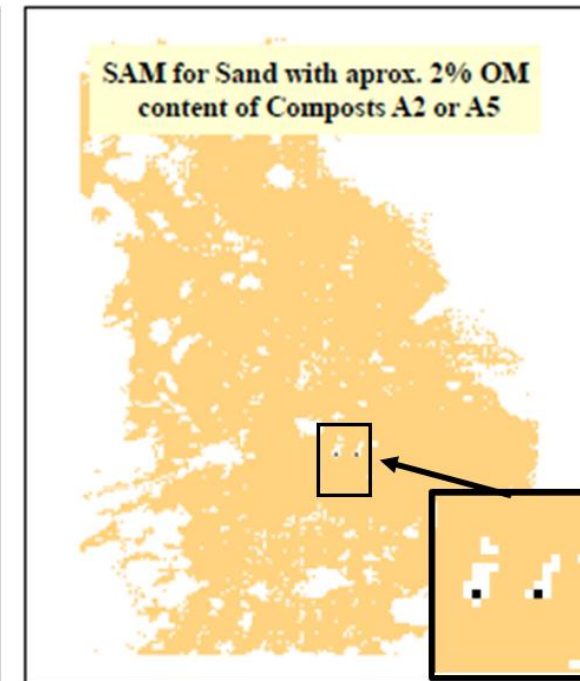 SAM for Sand with aprox. 2% OM
content of Composts A2 or A5